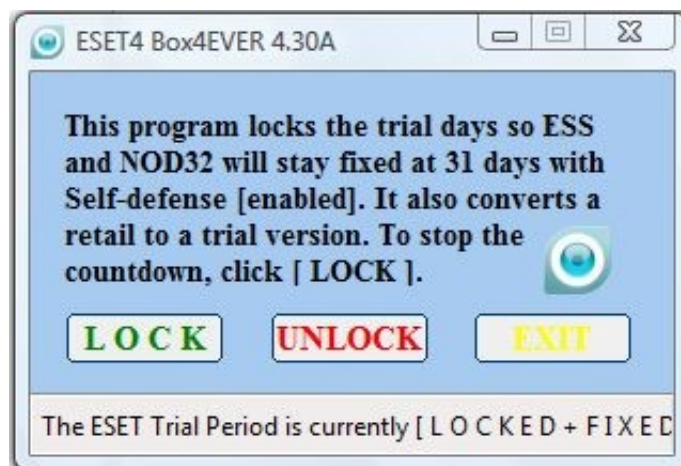 ESET4 Box4EVER 4.30A
This program locks the trial days so ESS
and NOD32 will stay fixed at 31 days with
Self-defense [enabled]. It also converts a
retail to a trial version. To stop the
countdown, click [ LOCK ].
L O C K UNLOCK EXIT
The ESET Trial Period is currently [ L O C K E D + F I X E D